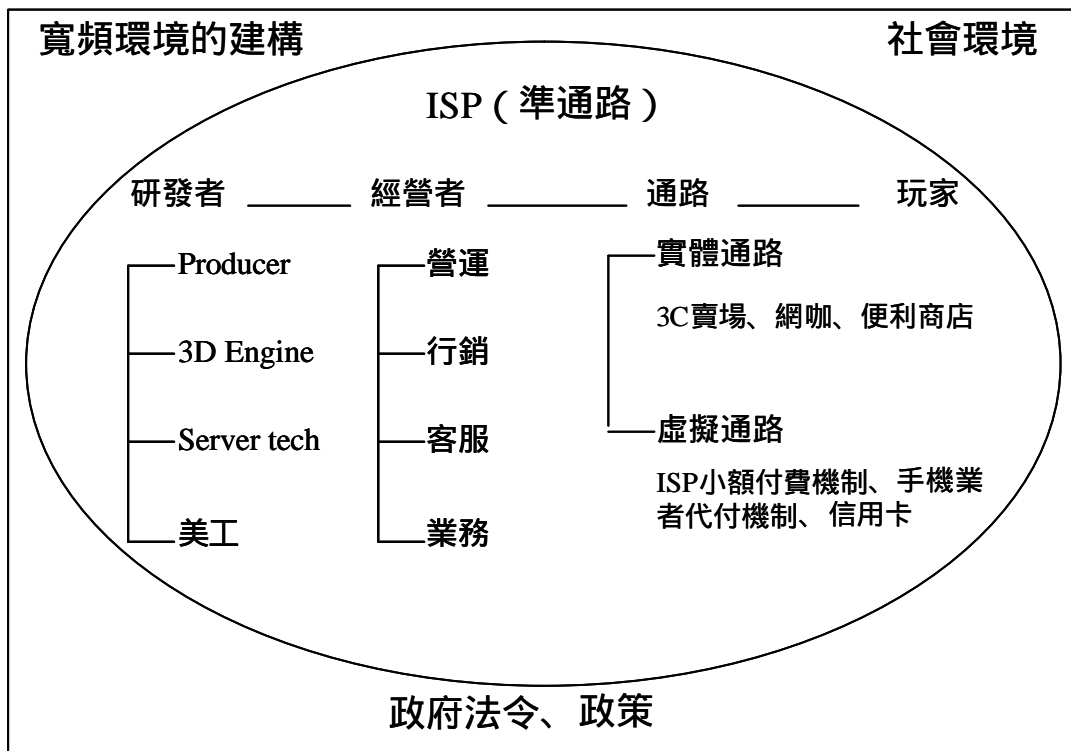 寬頻環境的建構
社會環境
ISP（準通路）
研發者
經營者
通路
玩家
Producer
3D Engine
Server tech
美工
營運
行銷
客服
業務
實體通路
3C賣場、網咖、便利商店
虛擬通路
ISP小額付費機制、手機業
者代付機制、信用卡
政府法令、政策